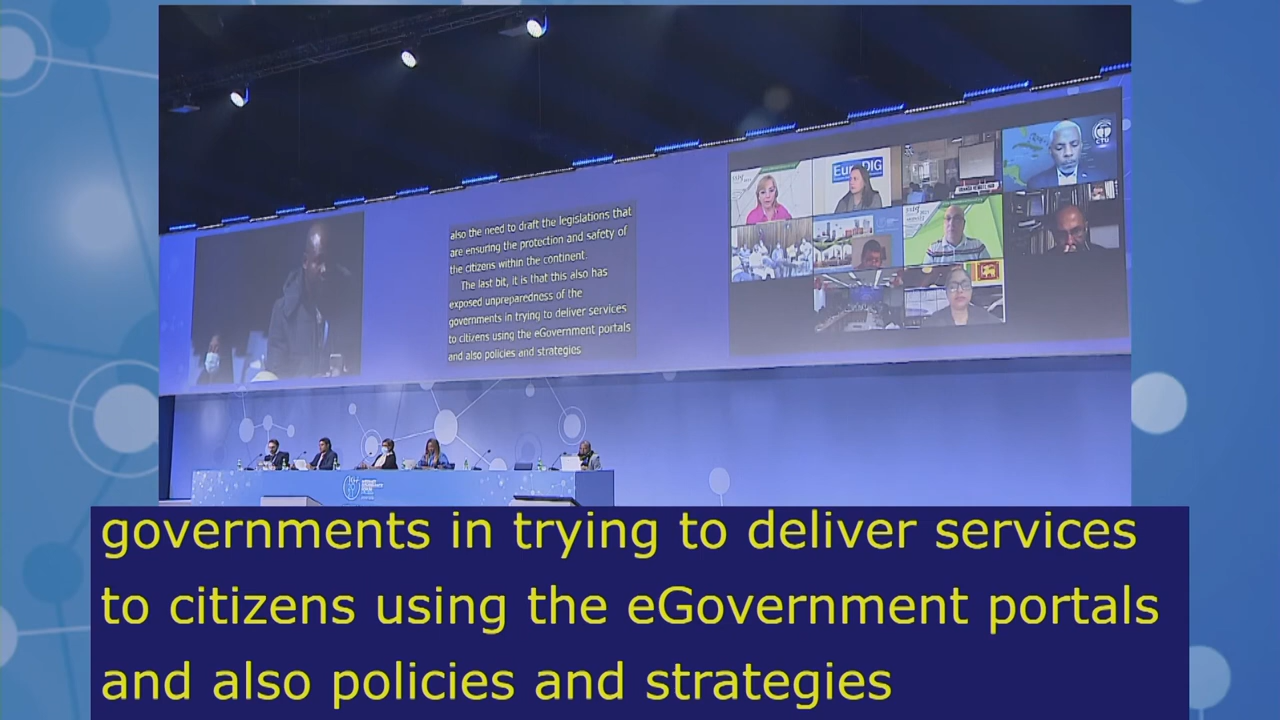 EuroDIG
CTU
also the need to draft the legislations that
are ensuring the protection and safety of
the citizens within the continent.
The last bit, it is that this also has
exposed unpreparedness of the
governments in trying to deliver services
to citizens using the eGovernment portals
and also policies and strategies
governments in trying to deliver services
to citizens using the eGovernment portals
and also policies and strategies